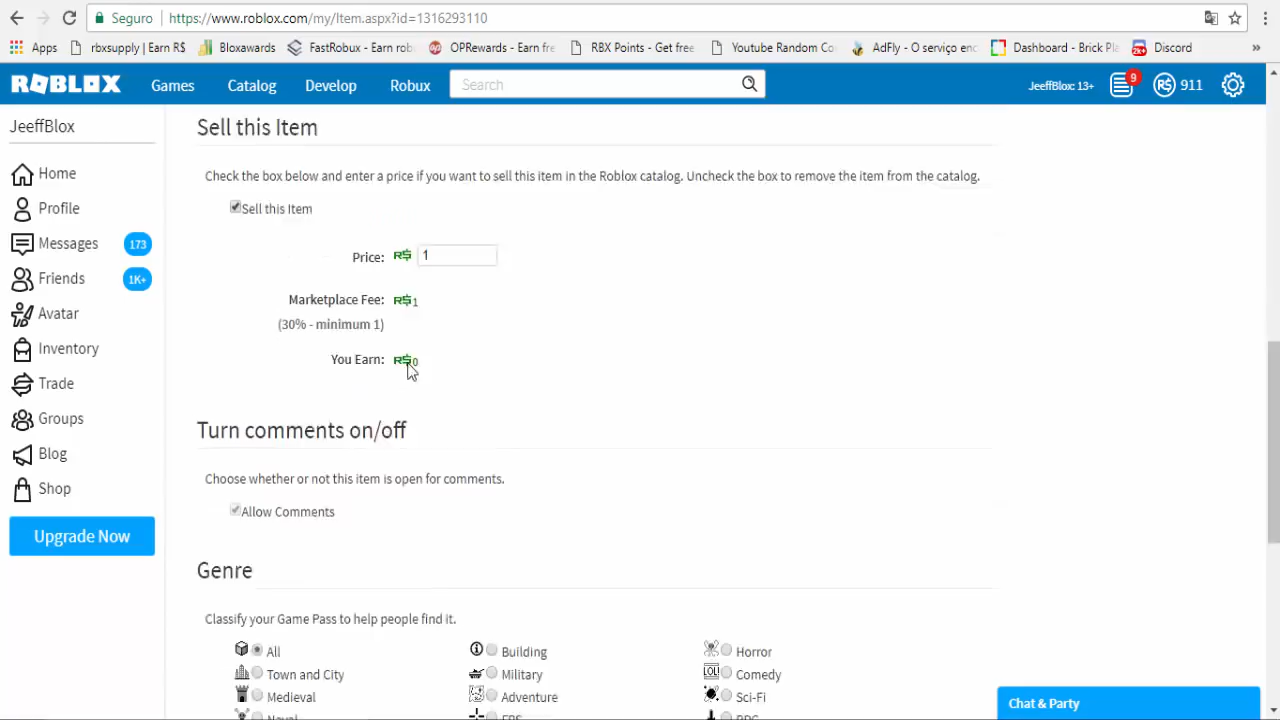 Seguro https://www.roblox.com/my/Item.aspx?id=1316293110
Apps rbxsupply | Earn R$ Bloxawards FastRobux - Earn rob OPRewards - Earn fre RBX Points - Get free Youtube Random Co AdFly - O serviço enc Dashboard - Brick Pla 2k+ Discord »
ROBLOX Games Catalog Develop Robux Search JeeffBlox: 13+ 9 R$ 911
JeeffBlox
Home
Profile
Messages 173
Friends 1K+
Avatar
Inventory
Trade
Groups
Blog
Shop
Upgrade Now
Sell this Item
Check the box below and enter a price if you want to sell this item in the Roblox catalog. Uncheck the box to remove the item from the catalog.
Sell this Item
Price: R$ 1
Marketplace Fee: R$ 1
(30% - minimum 1)
You Earn: R$ 0
Turn comments on/off
Choose whether or not this item is open for comments.
Allow Comments
Genre
Classify your Game Pass to help people find it.
All Building Horror
Town and City Military LOL Comedy
Medieval Adventure Sci-Fi
Naval FPS RPG
Chat & Party